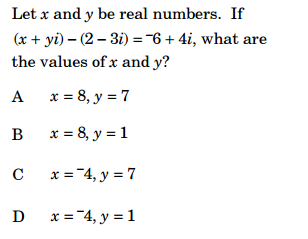 Let x and y be real numbers. If
(x + yi) – (2 – 3i) = ⁻6 + 4i, what are
the values of x and y?
A x = 8, y = 7
B x = 8, y = 1
C x = ⁻4, y = 7
D x = ⁻4, y = 1